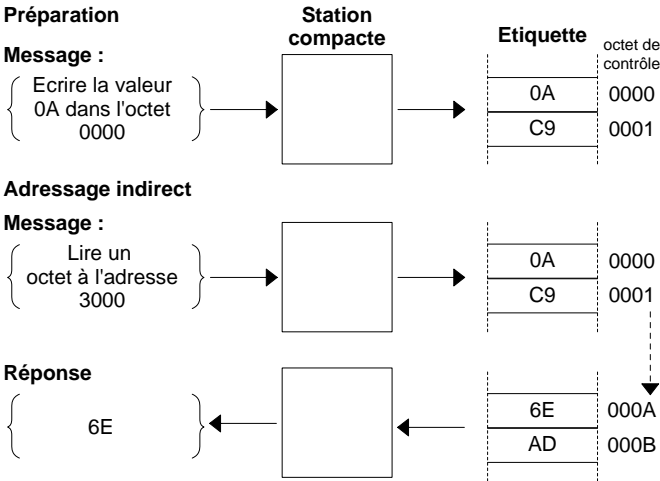 Préparation
Station
compacte
Etiquette
octet de
contrôle
Message :
Ecrire la valeur
0A dans l'octet
0000
0A 0000
C9 0001
Adressage indirect
Message :
Lire un
octet à l'adresse
3000
0A 0000
C9 0001
Réponse
6E
6E 000A
AD 000B